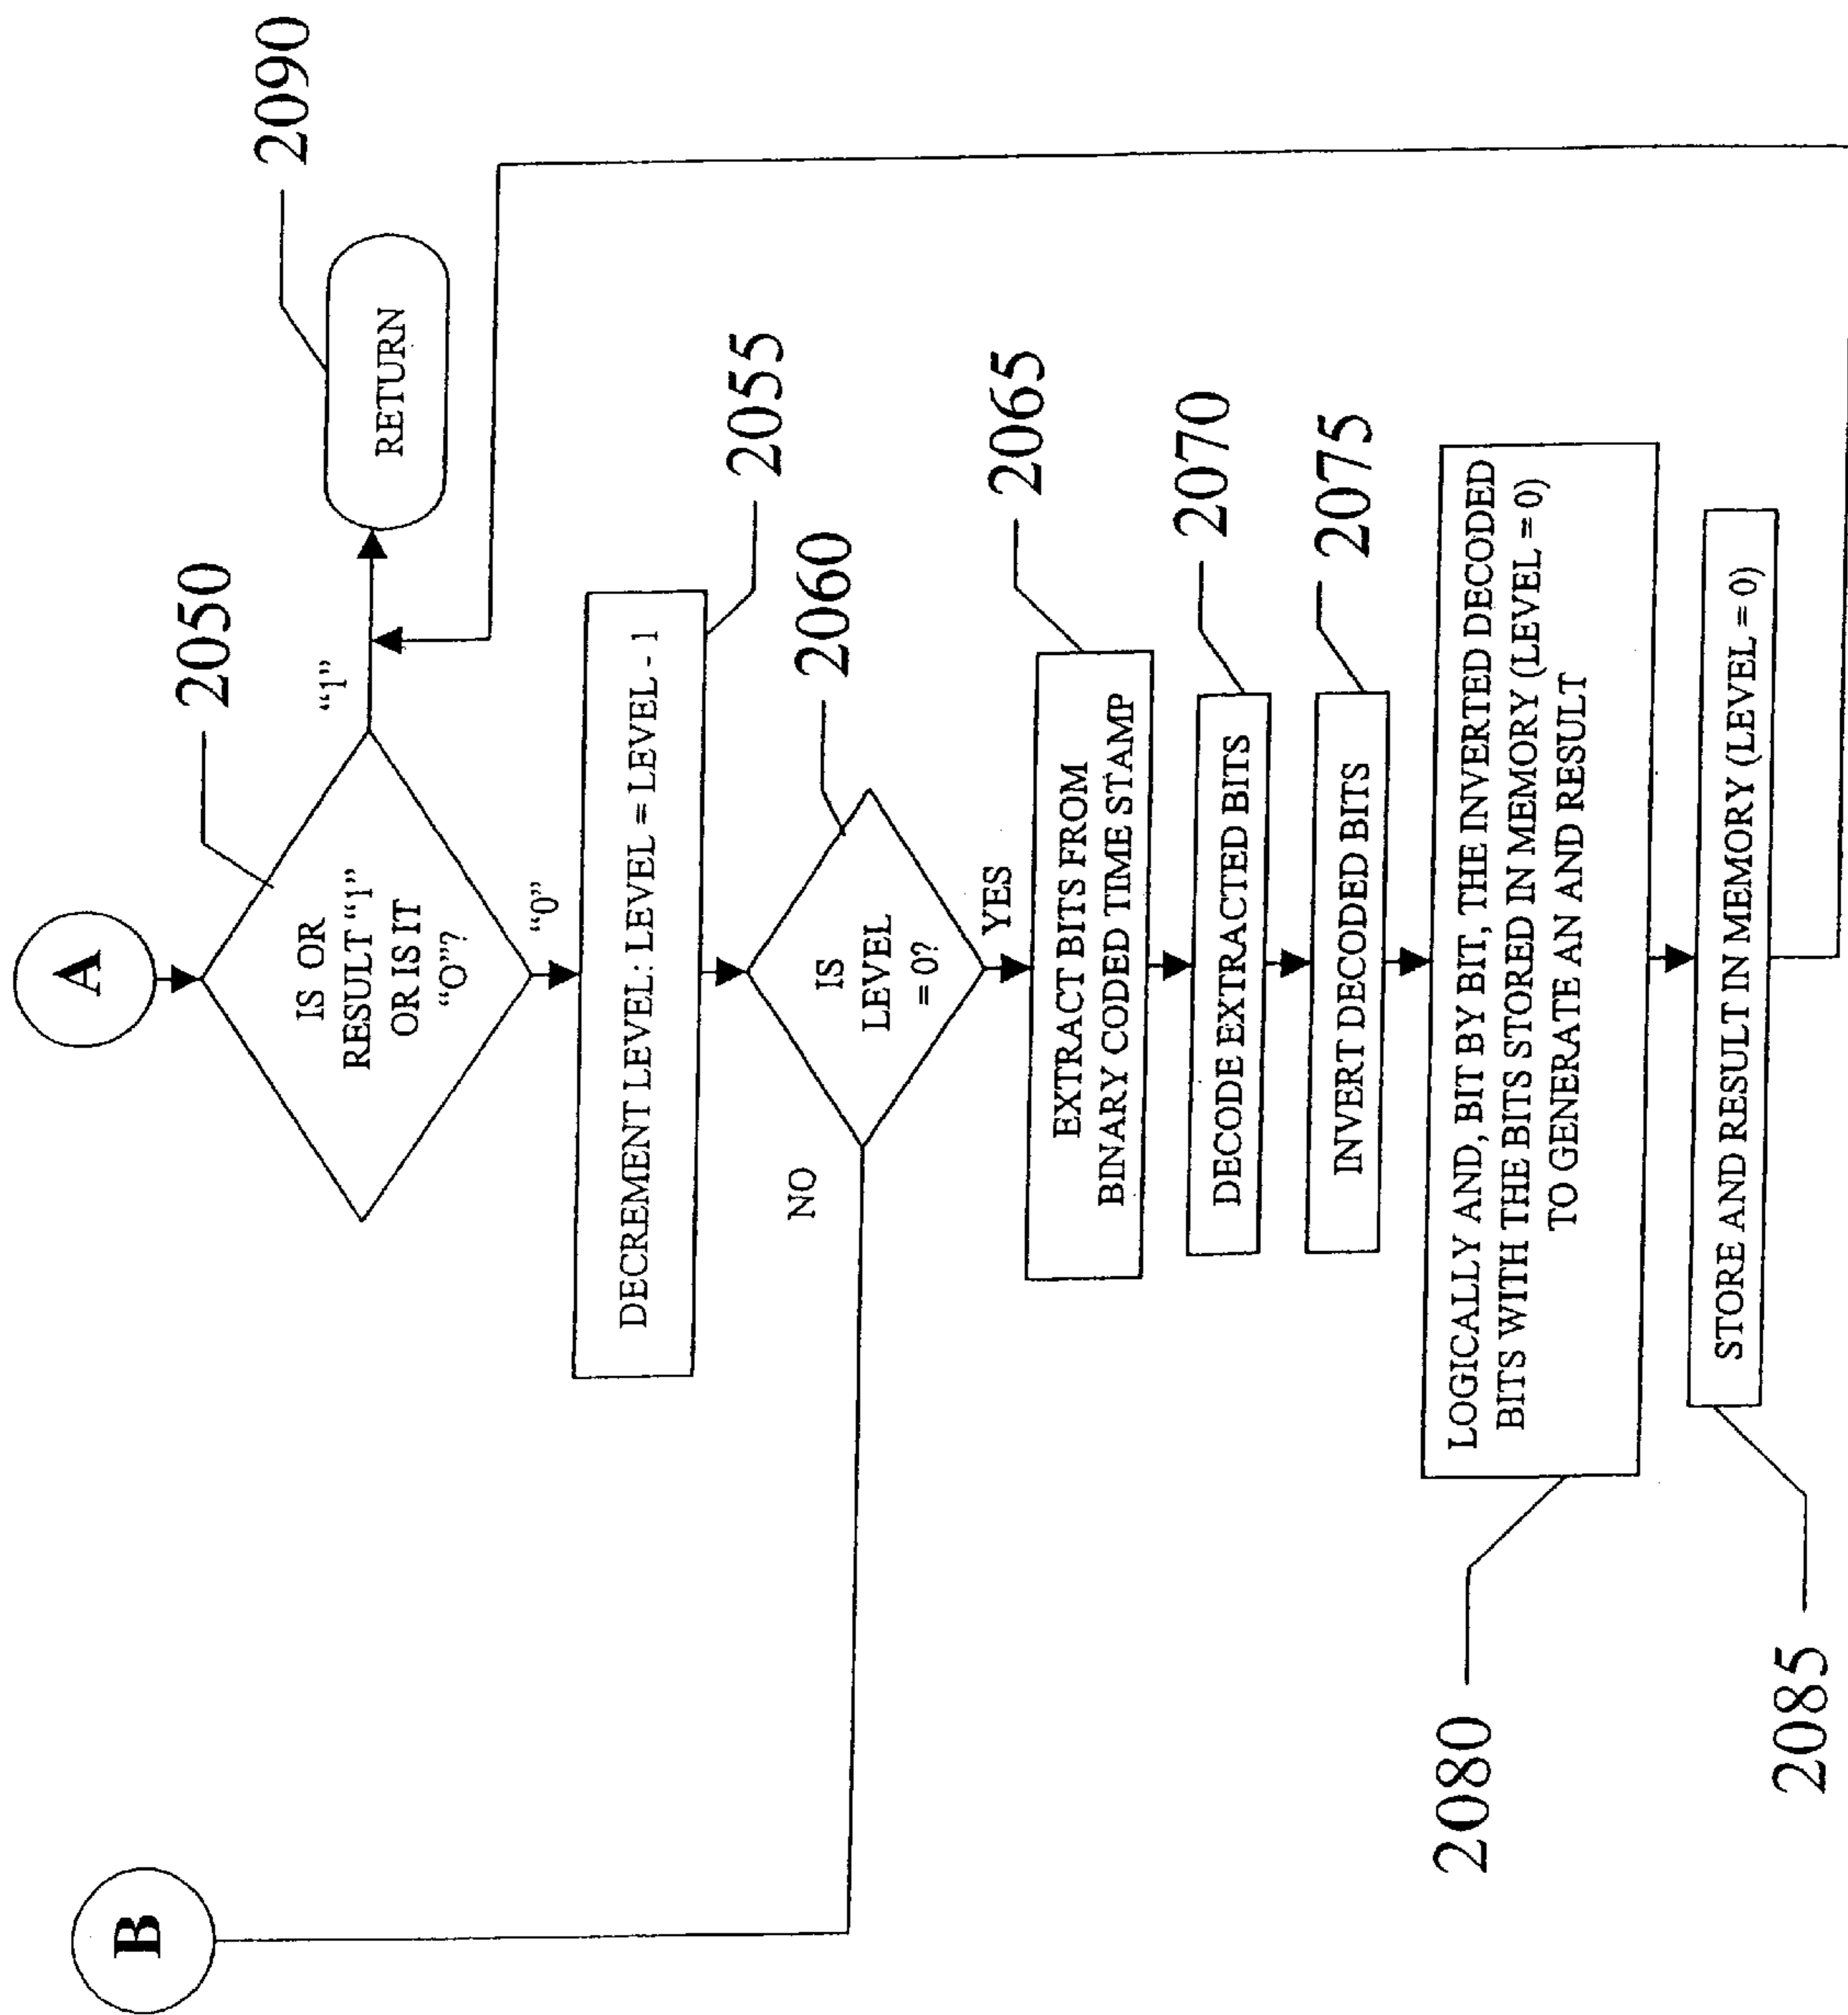 B
A
IS OR
RESULT “1”
OR IS IT
“O”?
2050
“1”
RETURN
2090
“0”
DECREMENT LEVEL: LEVEL = LEVEL - 1
2055
IS
LEVEL
= 0?
2060
NO
YES
EXTRACT BITS FROM
BINARY CODED TIME STAMP
2065
DECODE EXTRACTED BITS
2070
INVERT DECODED BITS
2075
LOGICALLY AND, BIT BY BIT, THE INVERTED DECODED
BITS WITH THE BITS STORED IN MEMORY (LEVEL = 0)
TO GENERATE AN AND RESULT
2080
STORE AND RESULT IN MEMORY (LEVEL = 0)
2085